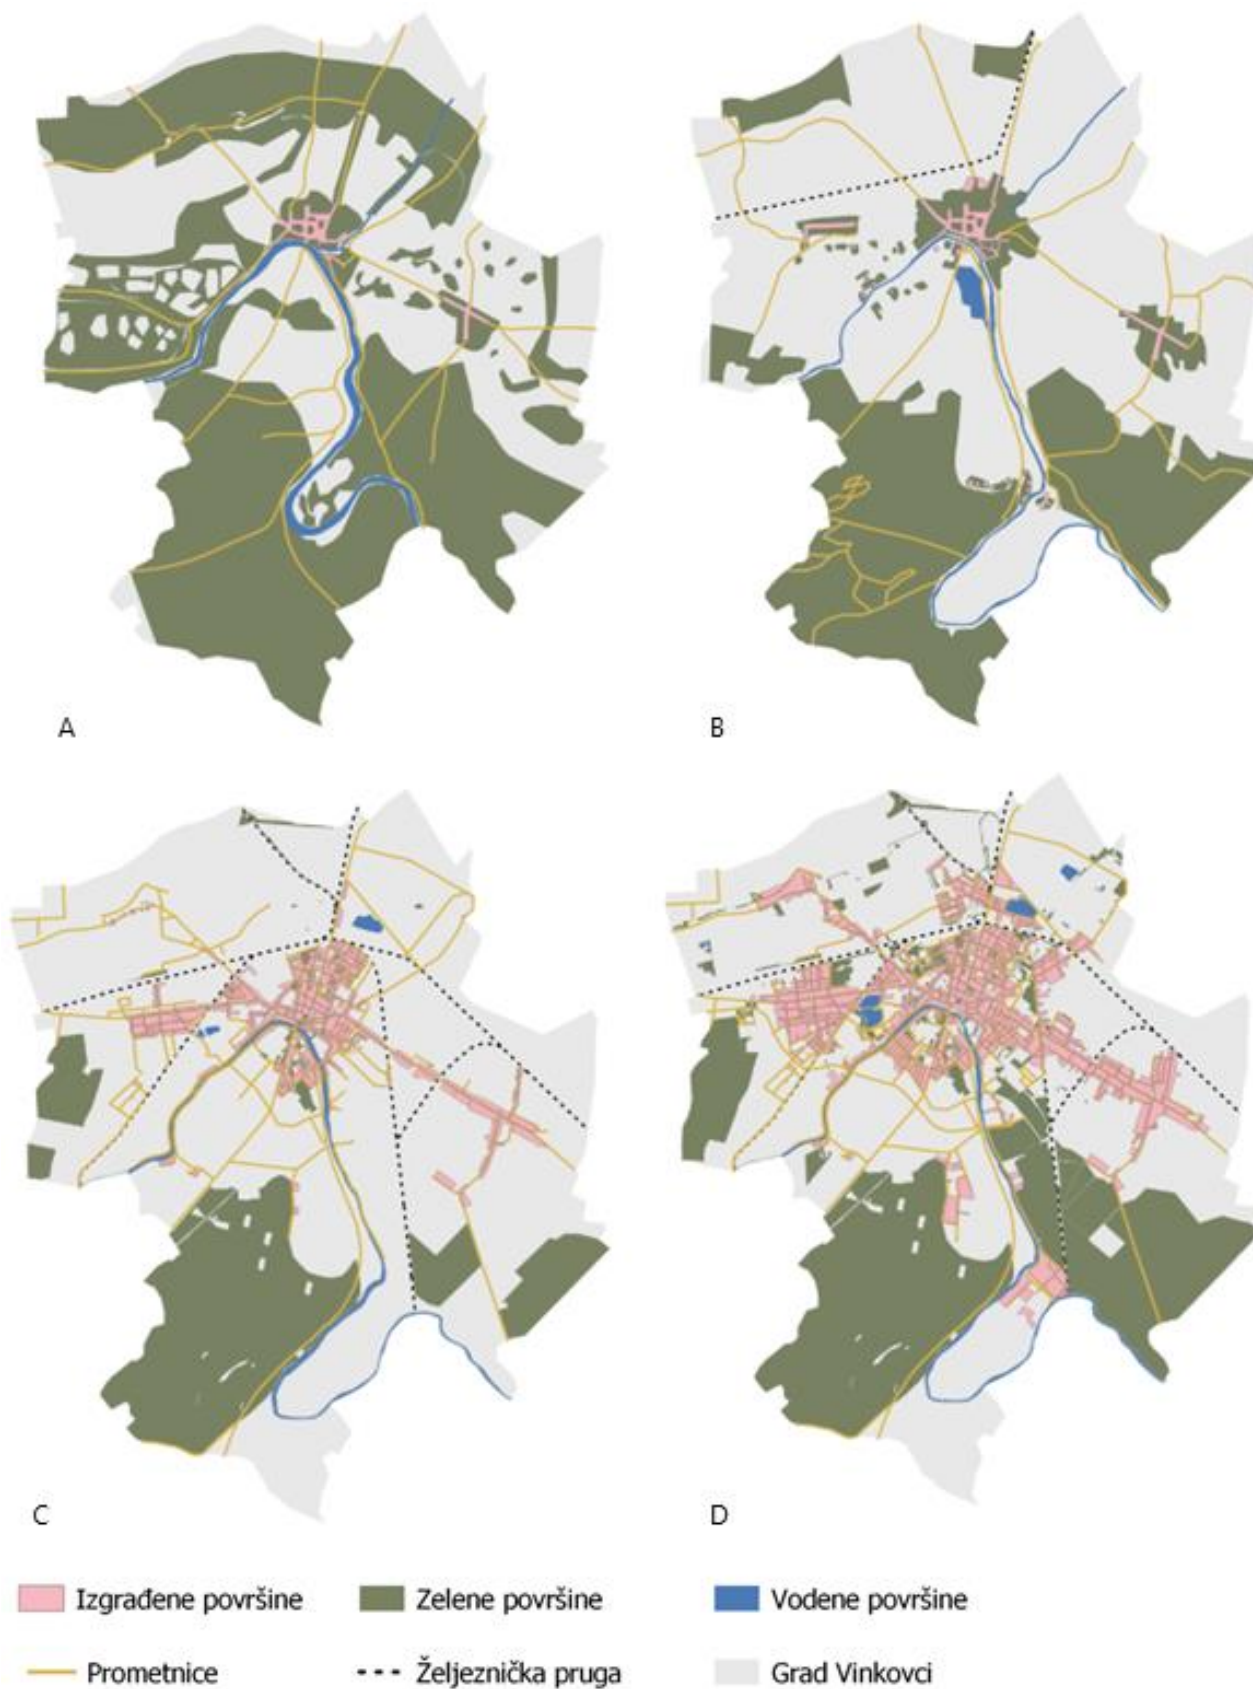 A
B
C
D
Izgrađene površine
Zelene površine
Vodene površine
Prometnice
Željeznička pruga
Grad Vinkovci